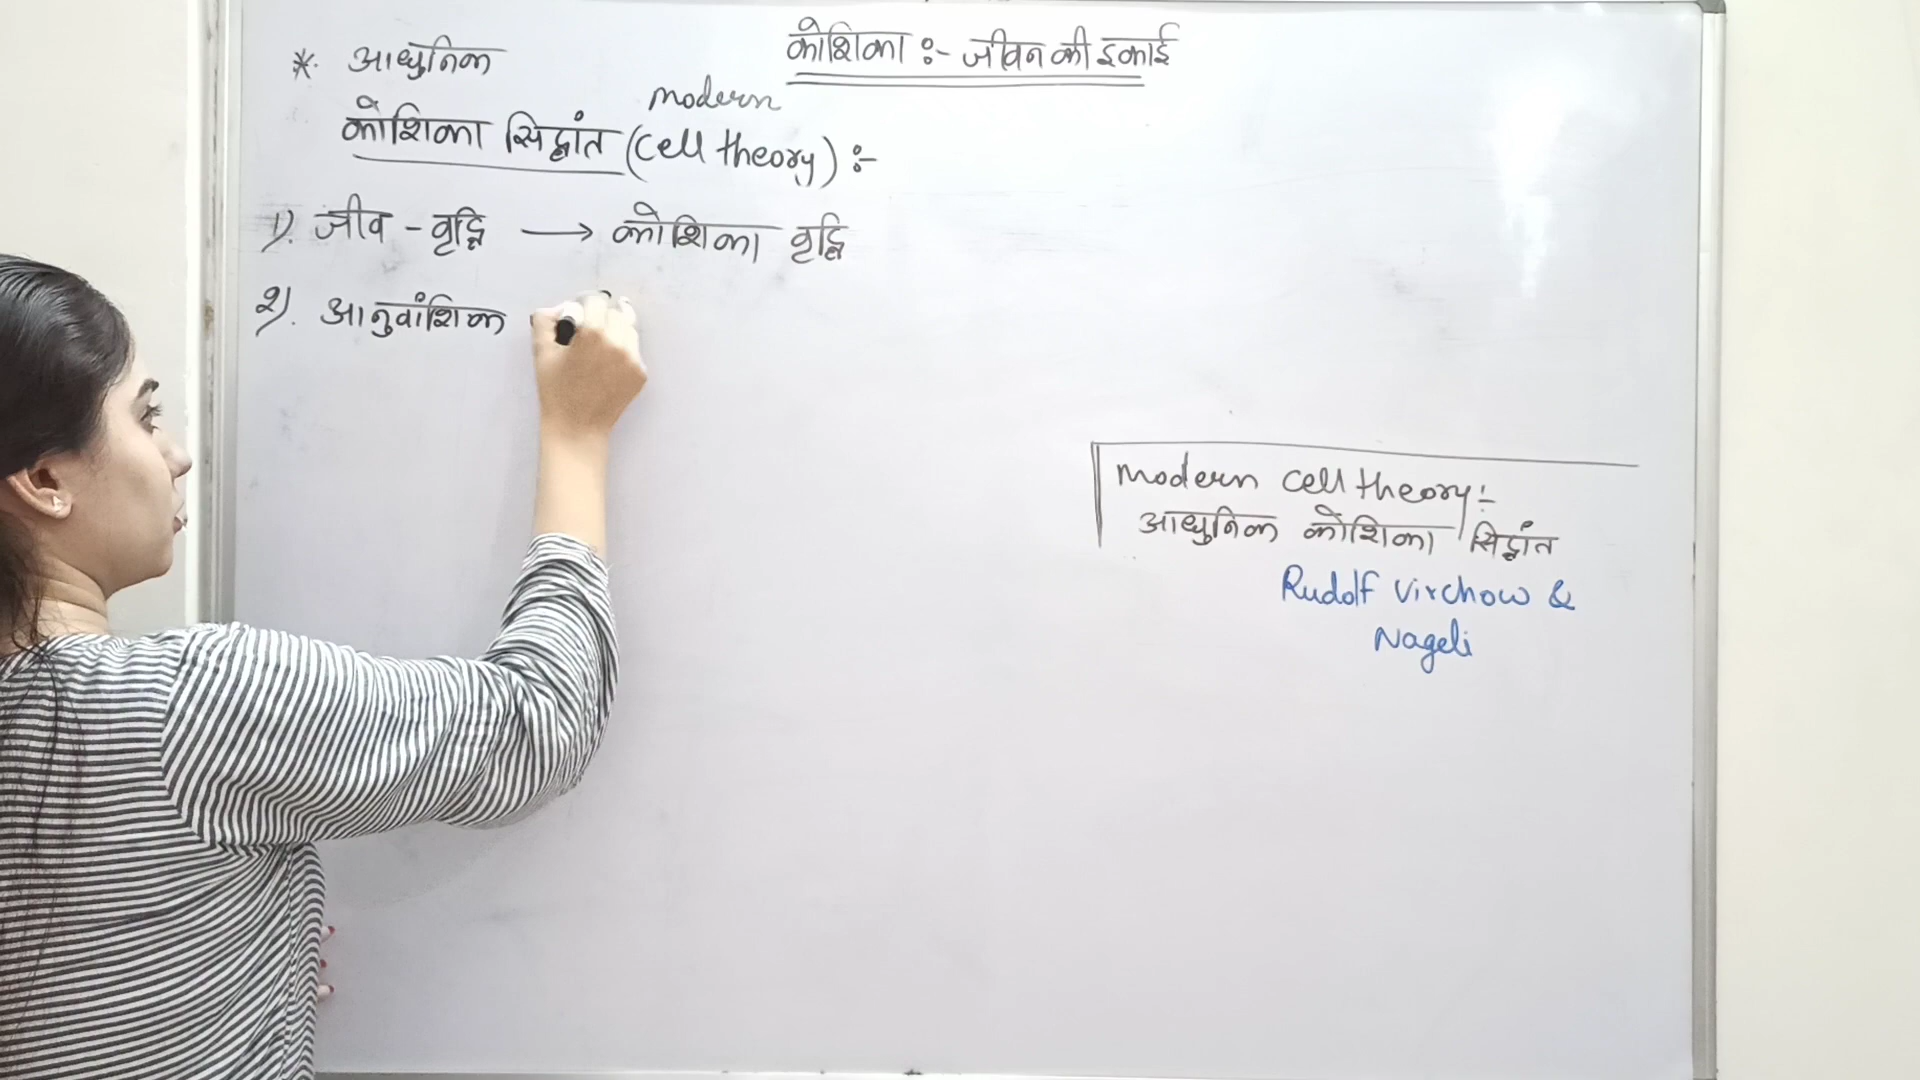 कोशिका :- जीवन की इकाई
* आधुनिक
modern
कोशिका सिद्धांत (Cell theory) :-
1). जीव - वृद्धि → कोशिका वृद्धि
2). आनुवांशिक
Modern cell theory :-
आधुनिक कोशिका सिद्धांत
Rudolf Virchow &
Nageli